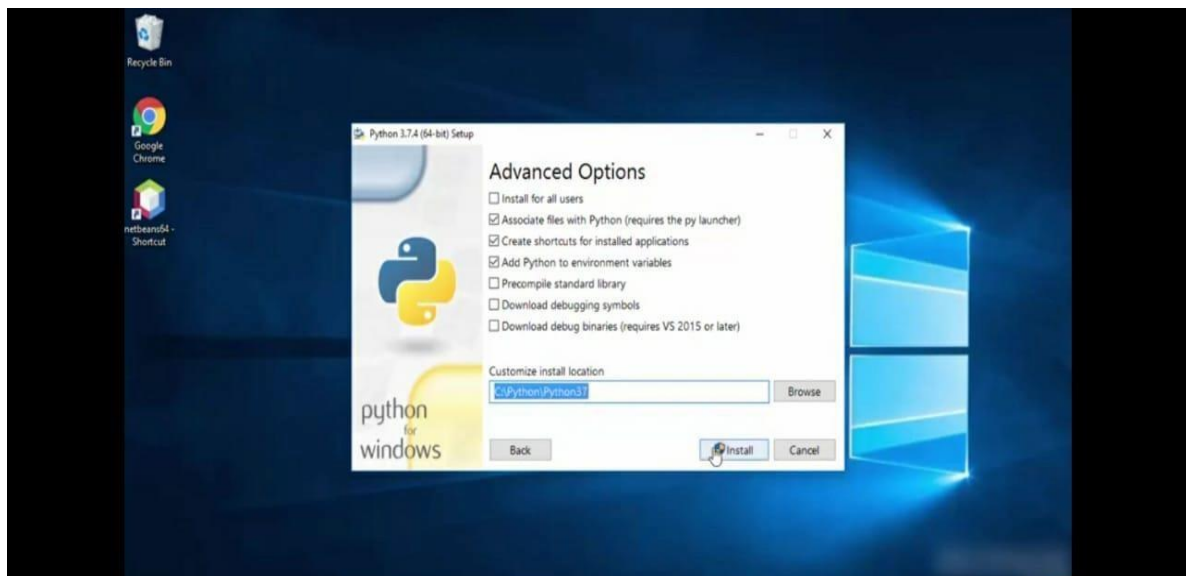 Recycle Bin
Google
Chrome
netbeans64 -
Shortcut
Python 3.7.4 (64-bit) Setup
Advanced Options
Install for all users
Associate files with Python (requires the py launcher)
Create shortcuts for installed applications
Add Python to environment variables
Precompile standard library
Download debugging symbols
Download debug binaries (requires VS 2015 or later)
Customize install location
C:\Python\Python37
Browse
python
for
windows
Back
Install
Cancel